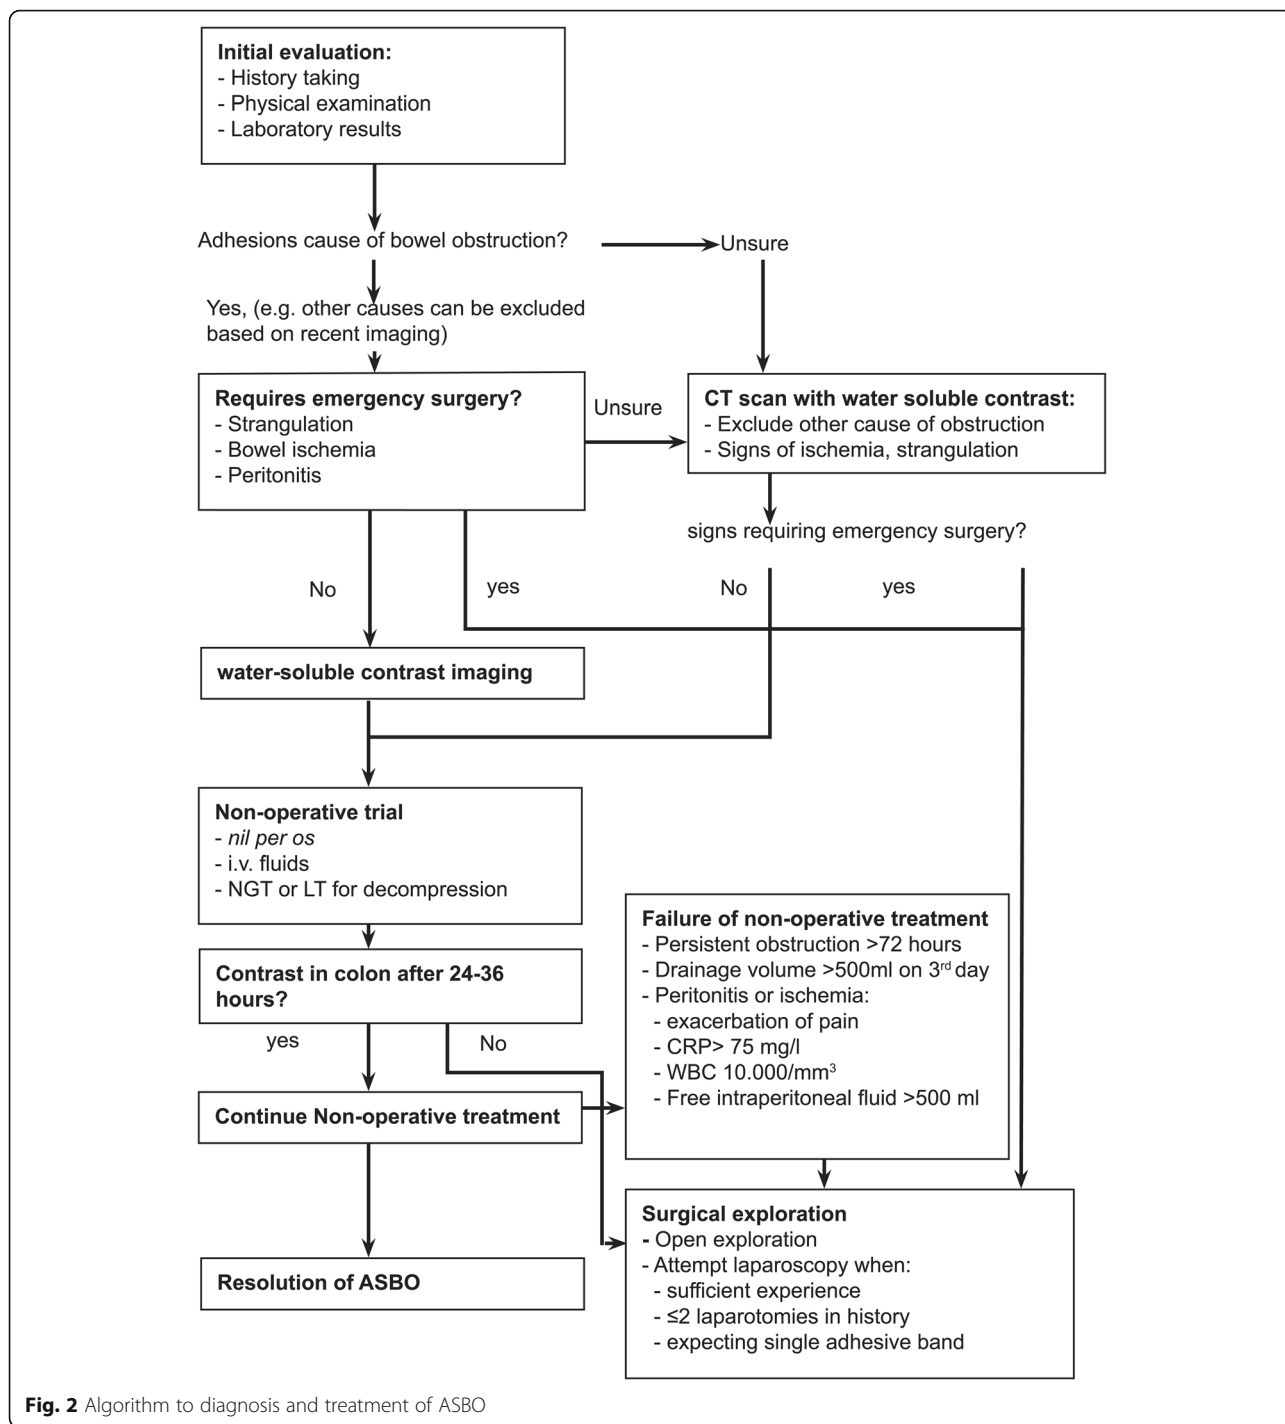 Initial evaluation:
- History taking
- Physical examination
- Laboratory results
Adhesions cause of bowel obstruction?
Unsure
Yes, (e.g. other causes can be excluded
based on recent imaging)
Requires emergency surgery?
- Strangulation
- Bowel ischemia
- Peritonitis
Unsure
CT scan with water soluble contrast:
- Exclude other cause of obstruction
- Signs of ischemia, strangulation
signs requiring emergency surgery?
No
yes
No
yes
water-soluble contrast imaging
Non-operative trial
- nil per os
- i.v. fluids
- NGT or LT for decompression
Contrast in colon after 24-36
hours?
yes
No
Continue Non-operative treatment
Failure of non-operative treatment
- Persistent obstruction >72 hours
- Drainage volume >500ml on 3rd day
- Peritonitis or ischemia:
- exacerbation of pain
- CRP> 75 mg/l
- WBC 10.000/mm³
- Free intraperitoneal fluid >500 ml
Resolution of ASBO
Surgical exploration
- Open exploration
- Attempt laparoscopy when:
- sufficient experience
- ≤2 laparotomies in history
- expecting single adhesive band
Fig. 2 Algorithm to diagnosis and treatment of ASBO